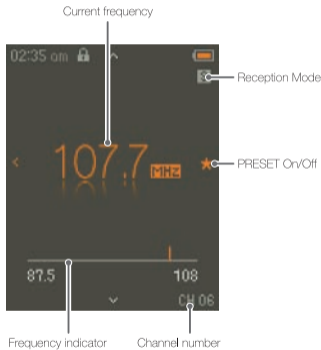 Current frequency
02:35 am
Reception Mode
107.7 MHz
PRESET On/Off
87.5 108
CH 06
Frequency indicator Channel number